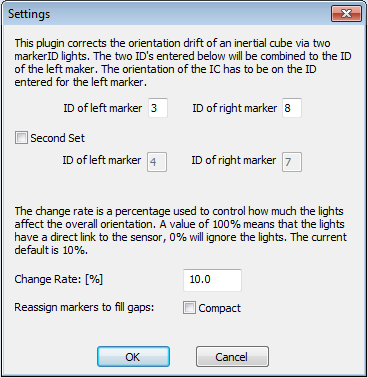 Settings
This plugin corrects the orientation drift of an inertial cube via two
markerID lights. The two ID's entered below will be combined to the ID
of the left maker. The orientation of the IC has to be on the ID
entered for the left marker.
ID of left marker 3 ID of right marker 8
Second Set
ID of left marker 4 ID of right marker 7
The change rate is a percentage used to control how much the lights
affect the overall orientation. A value of 100% means that the lights
have a direct link to the sensor, 0% will ignore the lights. The current
default is 10%.
Change Rate: [%] 10.0
Reassign markers to fill gaps: Compact
OK Cancel